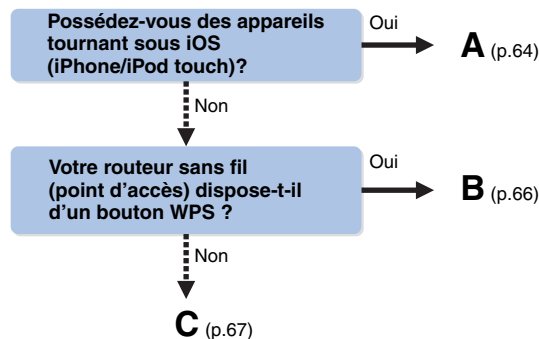 Possédez-vous des appareils
tournant sous iOS
(iPhone/iPod touch)?
Oui
A (p.64)
Non
Votre routeur sans fil
(point d'accès) dispose-t-il
d'un bouton WPS ?
Oui
B (p.66)
Non
C (p.67)